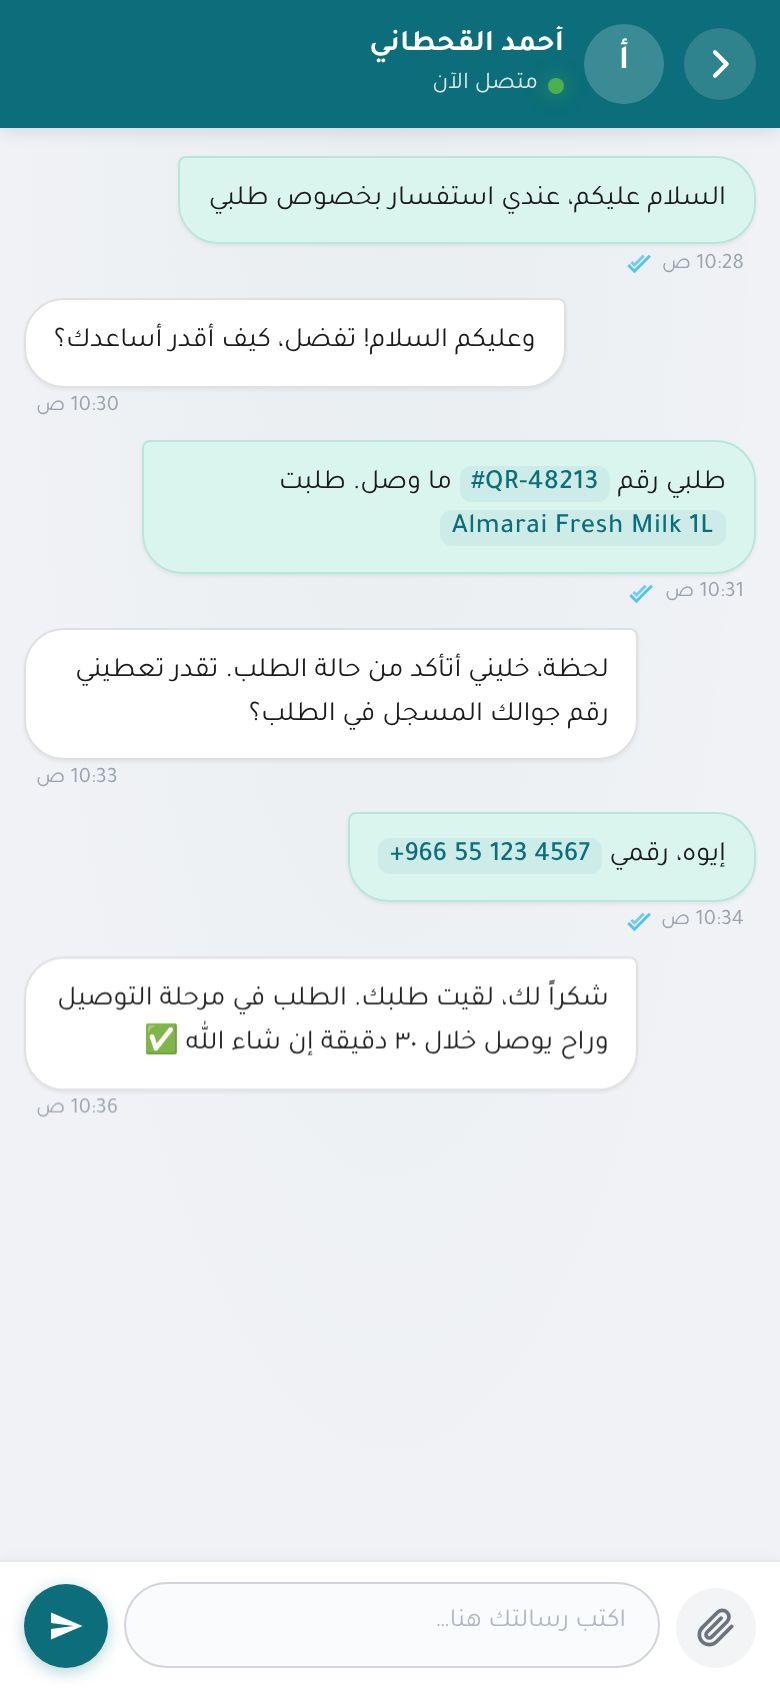 أحمد القحطاني
أ
متصل الآن
السلام عليكم، عندي استفسار بخصوص طلبي
10:28 ص
وعليكم السلام! تفضل، كيف أقدر أساعدك؟
10:30 ص
طلبي رقم #QR-48213 ما وصل. طلبت
Almarai Fresh Milk 1L
10:31 ص
لحظة، خليني أتأكد من حالة الطلب. تقدر تعطيني
رقم جوالك المسجل في الطلب؟
10:33 ص
إيوه، رقمي +966 55 123 4567
10:34 ص
شكراً لك، لقيت طلبك. الطلب في مرحلة التوصيل
وراح يوصل خلال ٣٠ دقيقة إن شاء الله ✅
10:36 ص
اكتب رسالتك هنا...